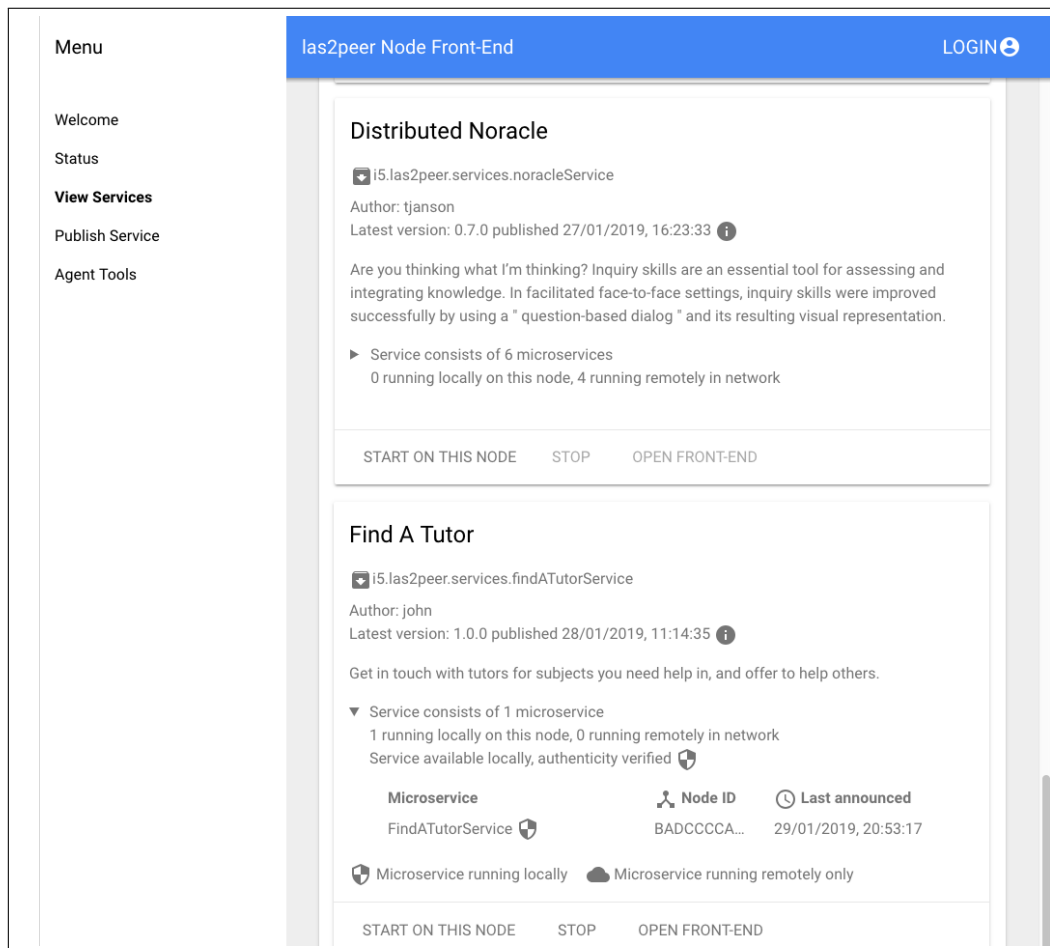 Menu
las2peer Node Front-End
LOGIN
Welcome
Status
View Services
Publish Service
Agent Tools
Distributed Noracle
i5.las2peer.services.noracleService
Author: tjanson
Latest version: 0.7.0 published 27/01/2019, 16:23:33
Are you thinking what I'm thinking? Inquiry skills are an essential tool for assessing and
integrating knowledge. In facilitated face-to-face settings, inquiry skills were improved
successfully by using a " question-based dialog " and its resulting visual representation.
Service consists of 6 microservices
0 running locally on this node, 4 running remotely in network
START ON THIS NODE STOP OPEN FRONT-END
Find A Tutor
i5.las2peer.services.findATutorService
Author: john
Latest version: 1.0.0 published 28/01/2019, 11:14:35
Get in touch with tutors for subjects you need help in, and offer to help others.
Service consists of 1 microservice
1 running locally on this node, 0 running remotely in network
Service available locally, authenticity verified
Microservice Node ID Last announced
FindATutorService BADCCCCA... 29/01/2019, 20:53:17
Microservice running locally Microservice running remotely only
START ON THIS NODE STOP OPEN FRONT-END